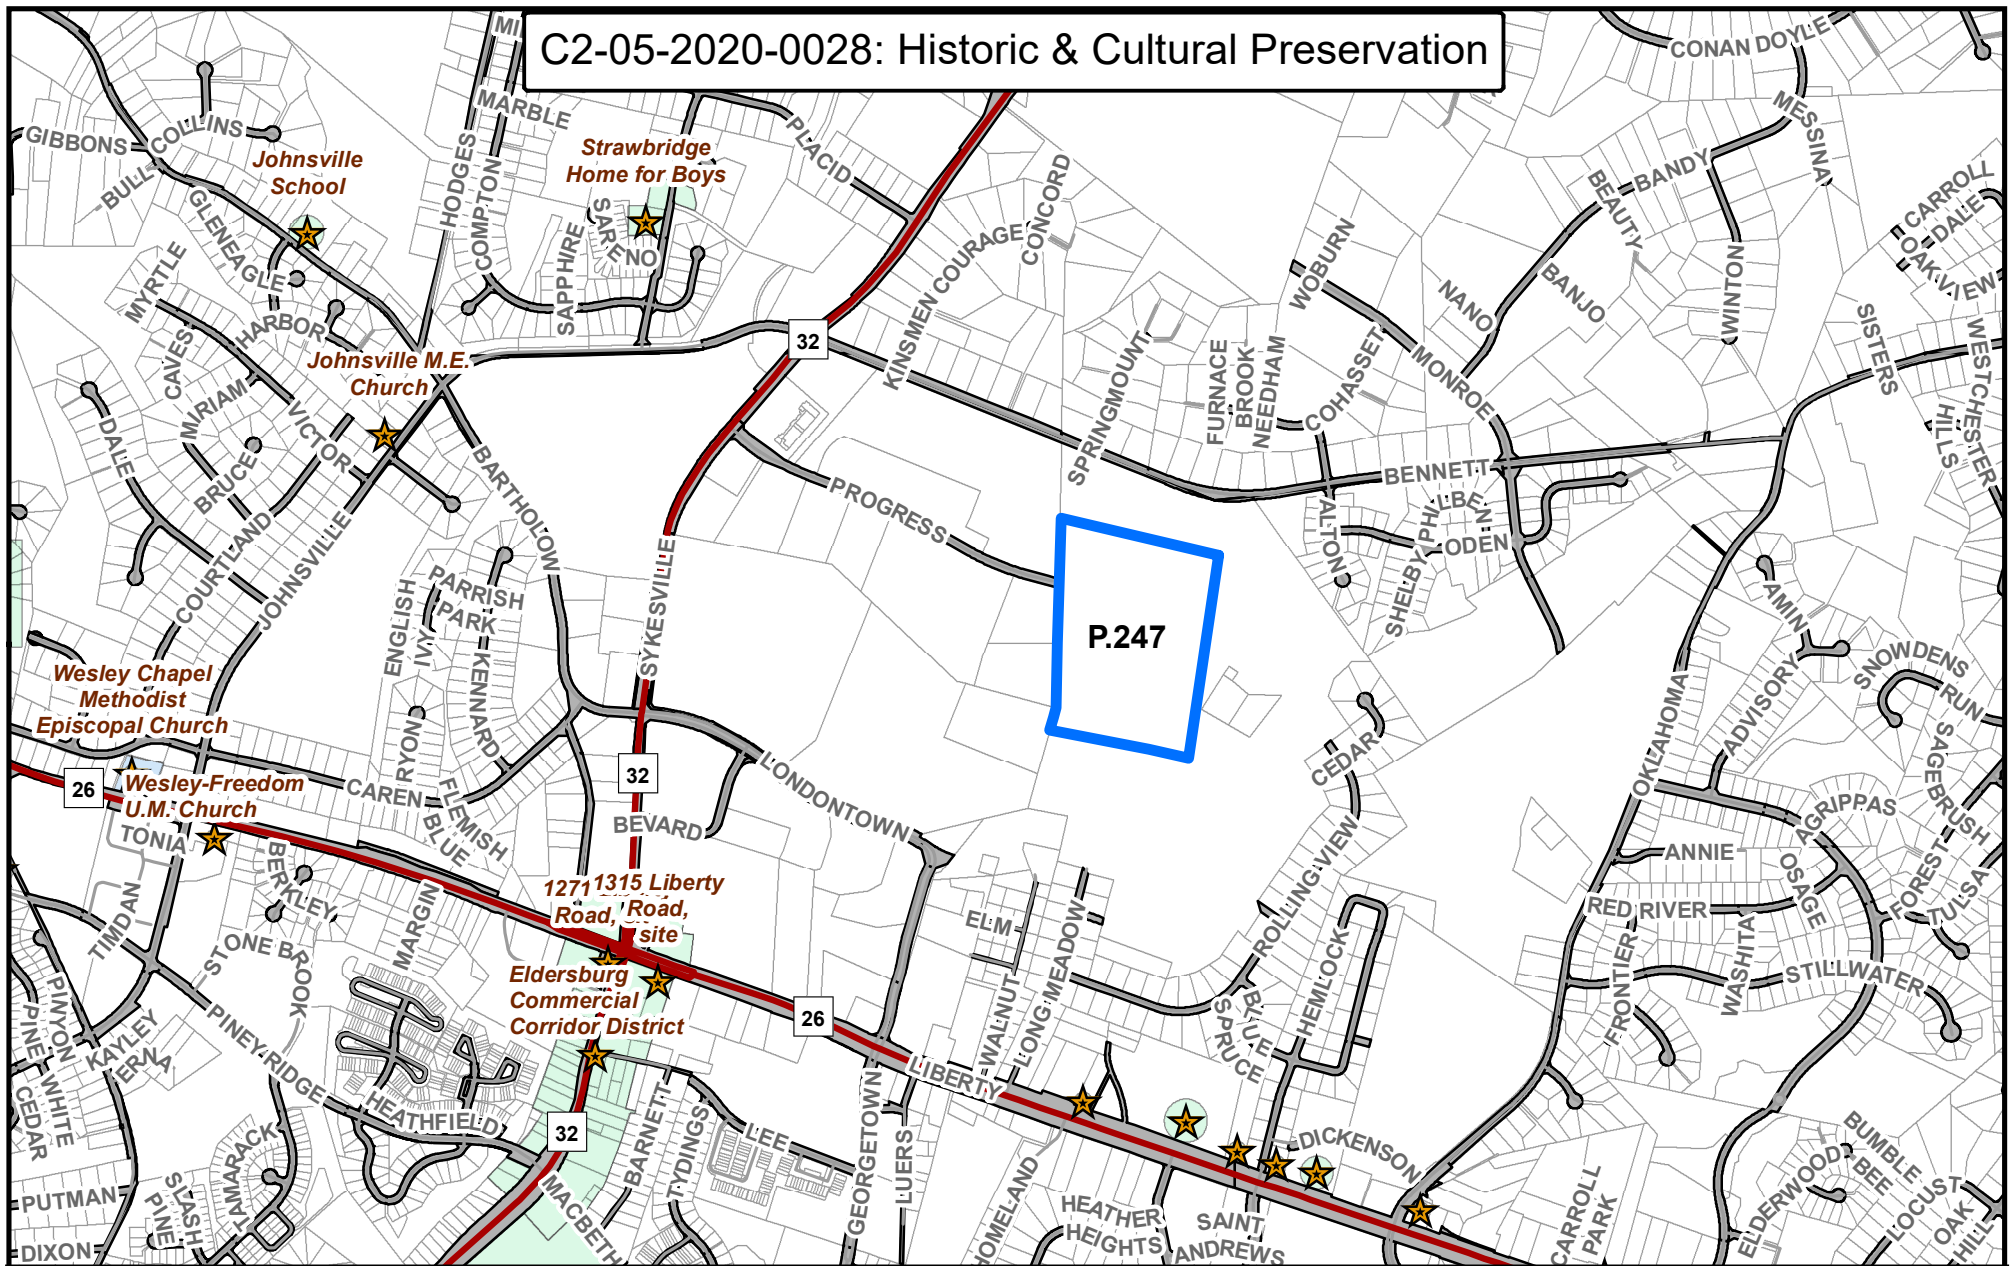 C2-05-2020-0028: Historic & Cultural Preservation
CONAN DOYLE
MESSINA
MARBLE
PLACID
GIBBONS
COLLINS
BULL
Johnsville
School
HODGES
COMPTON
Strawbridge
Home for Boys
SAPPHIRE
CONCORD
COURAGE
KINSMEN
BANDY
BEAUTY
CARROLL
DALE
OAKVIEW
GLENEAGLE
MYRTLE
HARBOR
WOBURN
NANO
BANJO
WINTON
SISTERS
WESTCHESTER
HILLS
32
CAVES
MIRIAM
Johnsville M.E.
Church
VICTOR
DALE
BRUCE
COURTLAND
JOHNSVILLE
BARTHOLOW
SPRINGMOUNT
FURNACE
BROOK
NEEDHAM
COHASSET
MONROE
BENNETT
PROGRESS
ALTON
SHELBY
PHILBEN
ODEN
SYKESVILLE
ENGLISH
IVY
PARRISH
PARK
KENNARD
P.247
AMIN
ADVISORY
SNOWDENS
RUN
SAGEBRUSH
OKLAHOMA
Wesley Chapel
Methodist
Episcopal Church
RYON
CEDAR
26
Wesley-Freedom
U.M. Church
TONIA
CAREN
FLEMISH
BLUE
32
BEVARD
LONDONTOWN
ROLLING VIEW
AGRIPPAS
ANNIE
OSAGE
FOREST
TULSA
BERKLEY
TIMDAN
MARGIN
1271
Road,
1315 Liberty
Road,
site
ELM
RED RIVER
FRONTIER
WASHITA
STILLWATER
STONE BROOK
Eldersburg
Commercial
Corridor District
26
WALNUT
LONG MEADOW
HEMLOCK
BLUE
SPRUCE
PINYON
PINE
KAYLEY
PINEY RIDGE
WHITE
CEDAR
LIBERTY
HEATHFIELD
32
BARNETT
TYDINGS
LEE
GEORGETOWN
LUERS
DICKENSON
BUMBLE
BEE
ELDERWOOD
PUTMAN
PINE
SLASH
TAMARACK
MACBETH
HOMELAND
HEATHER
HEIGHTS
SAINT
ANDREWS
CARROLL
PARK
LOCUST
OAK
HILL
DIXON